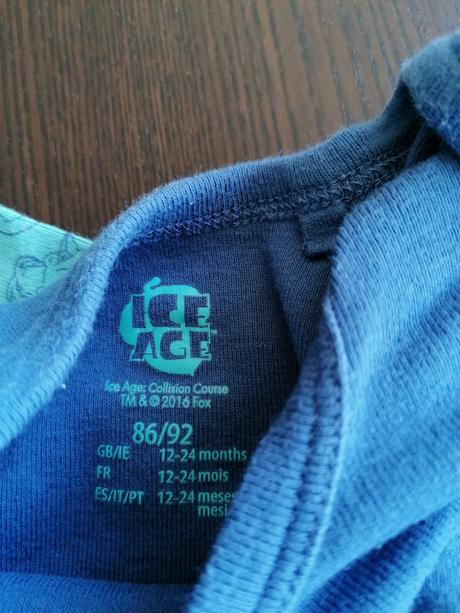 ICE
AGE™
Ice Age: Collision Course
TM & © 2016 Fox
86/92
GB/IE 12-24 months
FR 12-24 mois
ES/IT/PT 12-24 meses
mesi